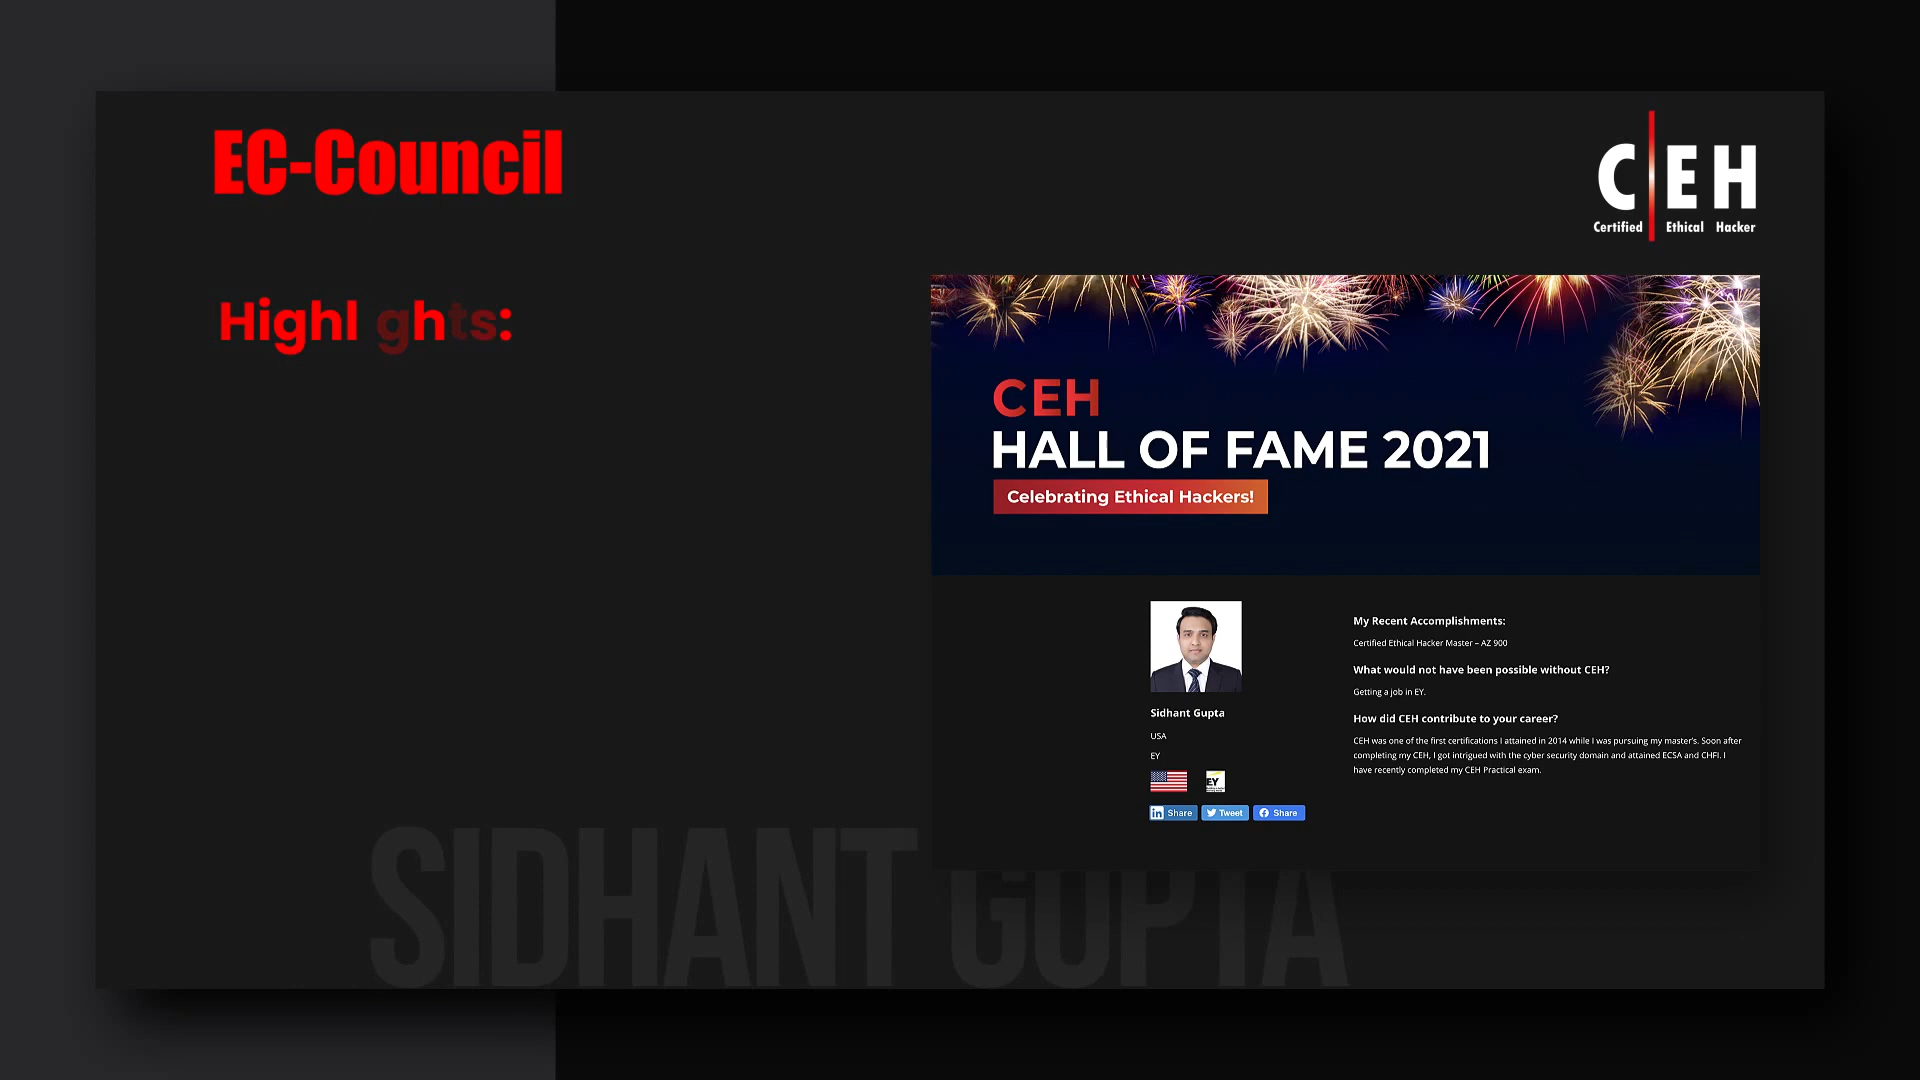 EC-Council
C EH
Certified Ethical Hacker
Highl ghts:
CEH
HALL OF FAME 2021
Celebrating Ethical Hackers!
Sidhant Gupta
USA
EY
EY
Share
Tweet
Share
My Recent Accomplishments:
Certified Ethical Hacker Master – AZ 900
What would not have been possible without CEH?
Getting a job in EY.
How did CEH contribute to your career?
CEH was one of the first certifications I attained in 2014 while I was pursuing my master's. Soon after
completing my CEH, I got intrigued with the cyber security domain and attained ECSA and CHFI. I
have recently completed my CEH Practical exam.
SIDHANT GUPTA